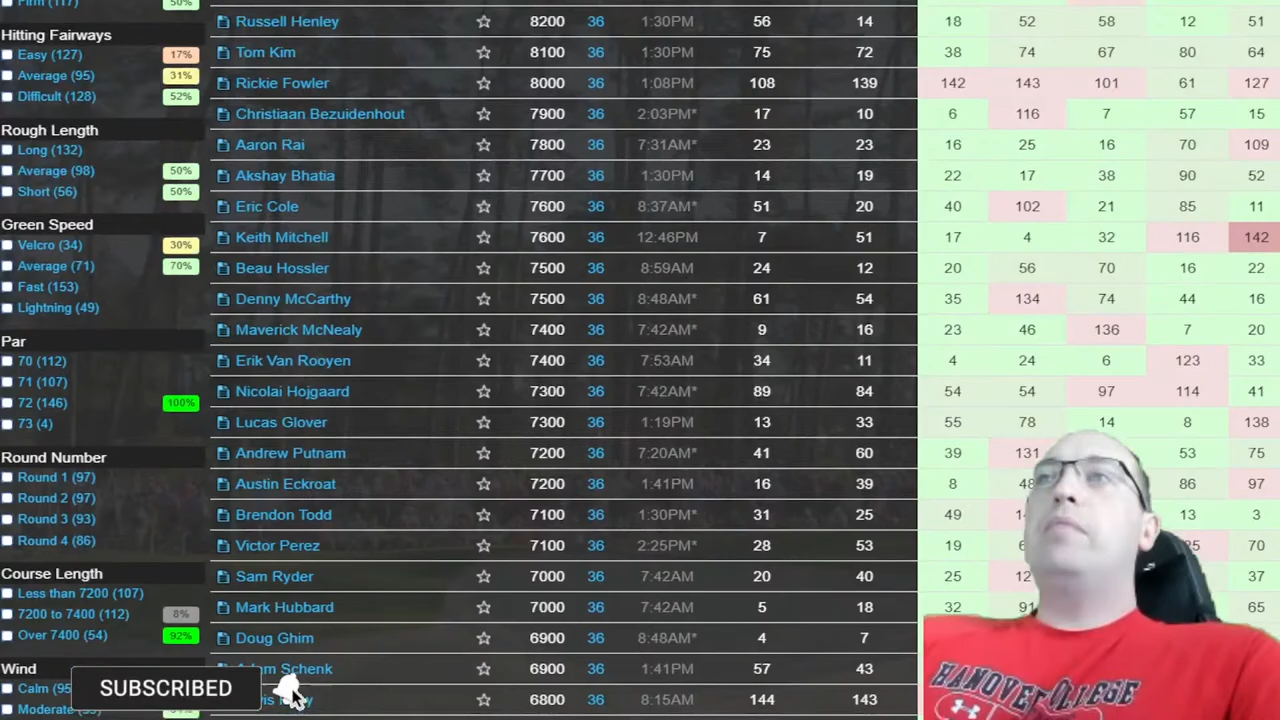 Firm (117) 50%
Hitting Fairways
Easy (127) 17%
Average (95) 31%
Difficult (128) 52%
Rough Length
Long (132)
Average (98) 50%
Short (56) 50%
Green Speed
Velcro (34) 30%
Average (71) 70%
Fast (153)
Lightning (49)
Par
70 (112)
71 (107)
72 (146) 100%
73 (4)
Round Number
Round 1 (97)
Round 2 (97)
Round 3 (93)
Round 4 (86)
Course Length
Less than 7200 (107)
7200 to 7400 (112) 8%
Over 7400 (54) 92%
Wind
Calm (95
Moderate
Russell Henley 8200 36 1:30PM 56 14 18 52 58 12 51
Tom Kim 8100 36 1:30PM 75 72 38 74 67 80 64
Rickie Fowler 8000 36 1:08PM 108 139 142 143 101 61 127
Christiaan Bezuidenhout 7900 36 2:03PM* 17 10 6 116 7 57 15
Aaron Rai 7800 36 7:31AM* 23 23 16 25 16 70 109
Akshay Bhatia 7700 36 1:30PM 14 19 22 17 38 90 52
Eric Cole 7600 36 8:37AM* 51 20 40 102 21 85 11
Keith Mitchell 7600 36 12:46PM 7 51 17 4 32 116 142
Beau Hossler 7500 36 8:59AM 24 12 20 56 70 16 22
Denny McCarthy 7500 36 8:48AM* 61 54 35 134 74 44 16
Maverick McNealy 7400 36 7:42AM* 9 16 23 46 136 7 20
Erik Van Rooyen 7400 36 7:53AM 34 11 4 24 6 123 33
Nicolai Hojgaard 7300 36 7:42AM* 89 84 54 54 97 114 41
Lucas Glover 7300 36 1:19PM 13 33 55 78 14 8 138
Andrew Putnam 7200 36 7:20AM* 41 60 39 131 53 75
Austin Eckroat 7200 36 1:41PM 16 39 8 48 86 97
Brendon Todd 7100 36 1:30PM* 31 25 49 13 3
Victor Perez 7100 36 2:25PM* 28 53 19 70
Sam Ryder 7000 36 7:42AM 20 40 25 37
Mark Hubbard 7000 36 7:42AM 5 18 32 91 65
Doug Ghim 6900 36 8:48AM* 4 7
Adam Schenk 6900 36 1:41PM 57 43
6800 36 8:15AM 144 143
SUBSCRIBED
HANOVER COLLEGE